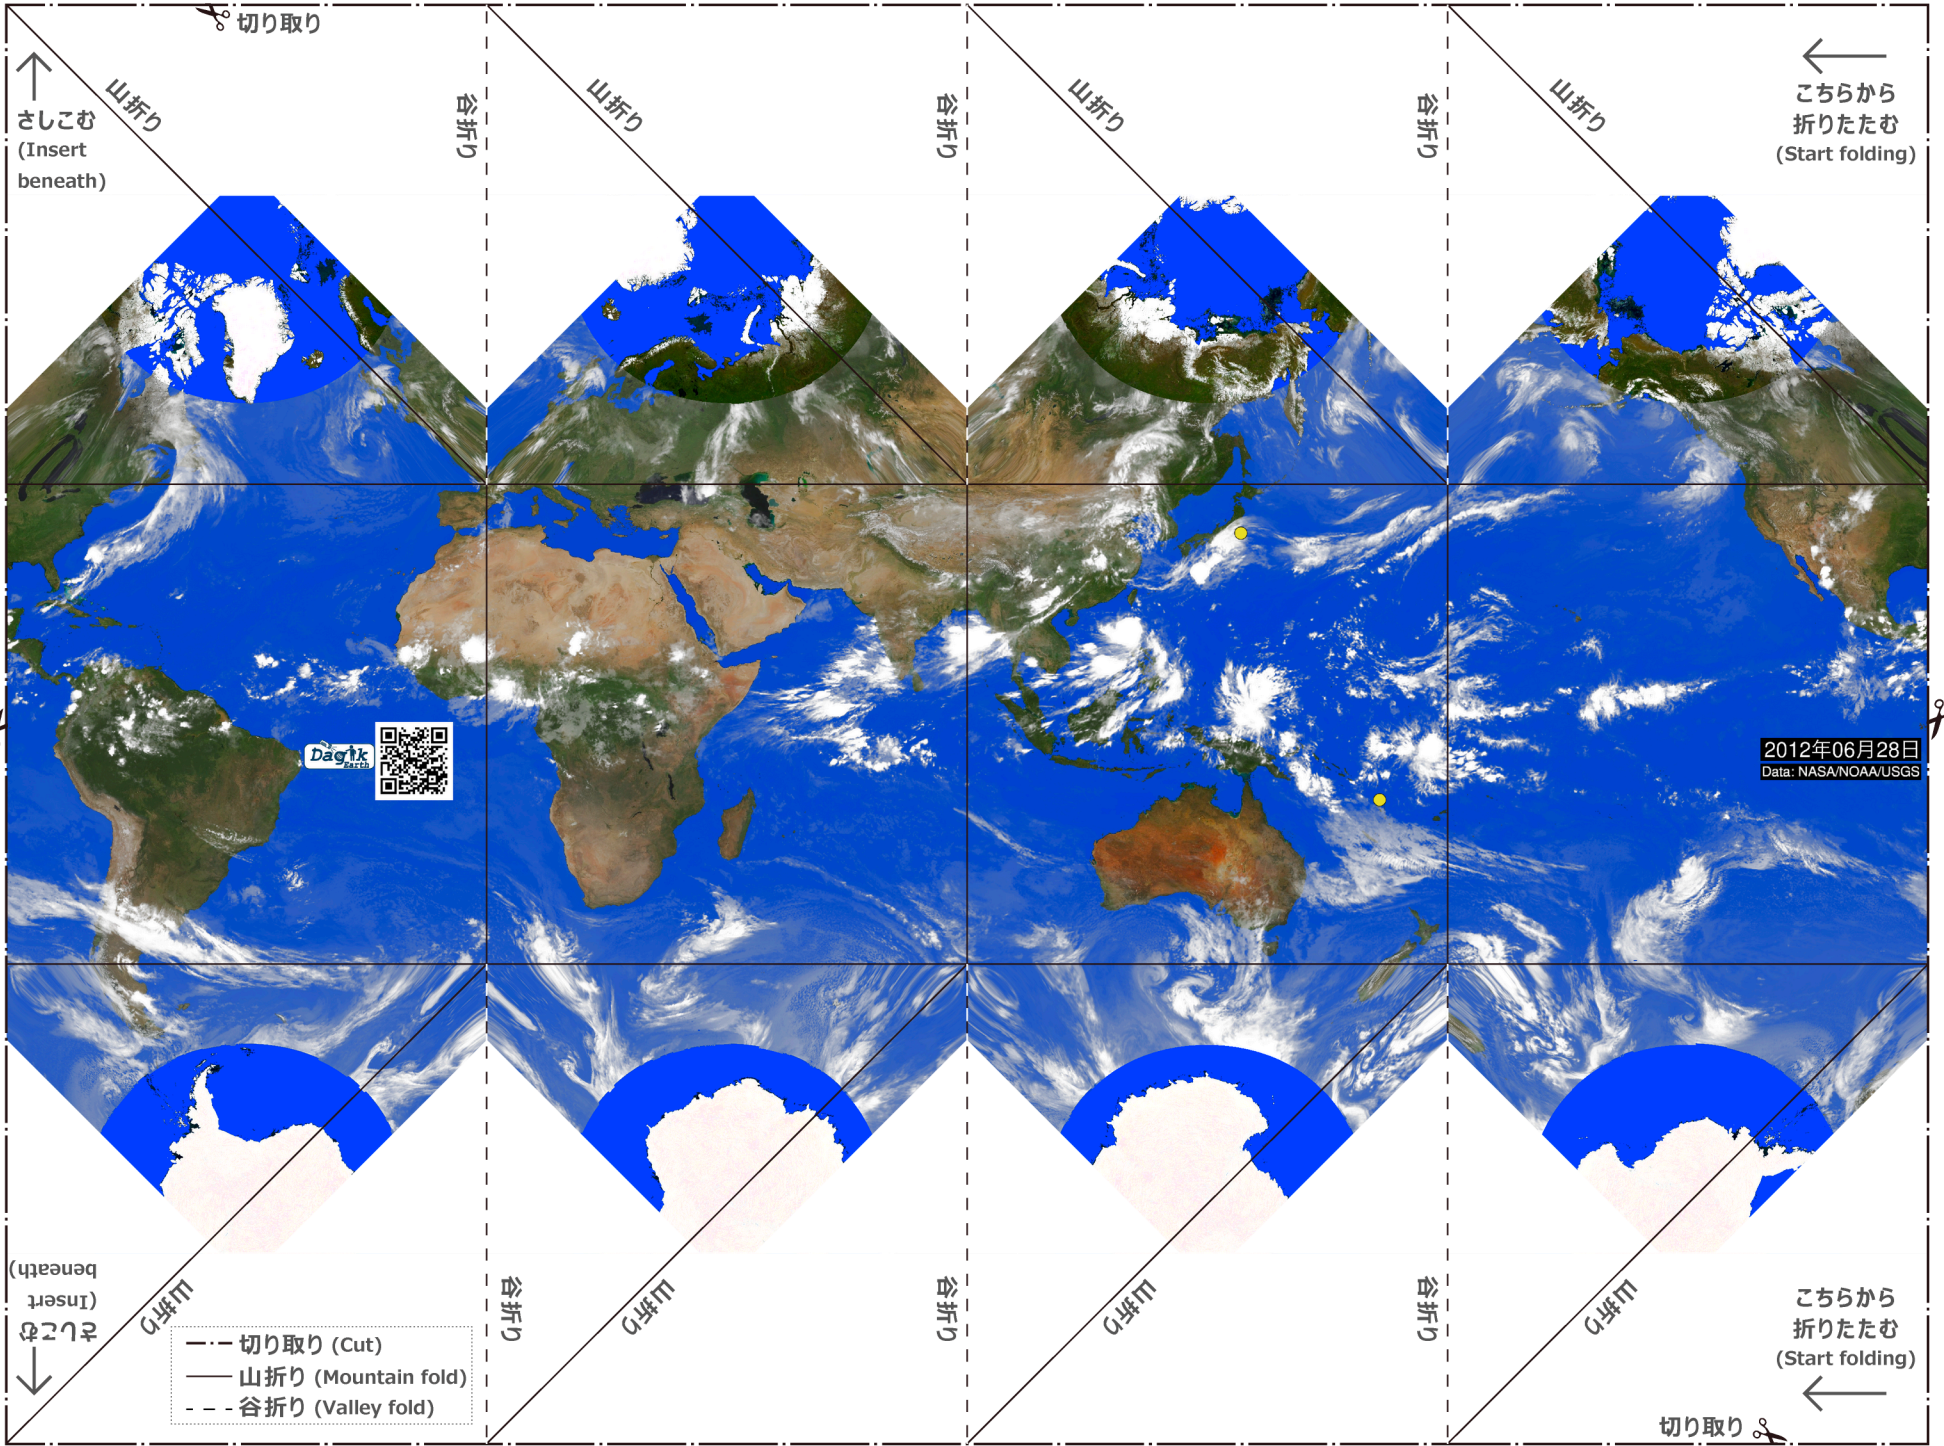 切り取り
さしこむ
(Insert
beneath)
山折り
谷折り
山折り
谷折り
山折り
谷折り
山折り
こちらから
折りたたむ
(Start folding)
Dagik
Earth
2012年06月28日
Data: NASA/NOAA/USGS
さしこむ
(Insert
beneath)
山折り
谷折り
山折り
谷折り
山折り
谷折り
山折り
こちらから
折りたたむ
(Start folding)
切り取り (Cut)
山折り (Mountain fold)
谷折り (Valley fold)
切り取り